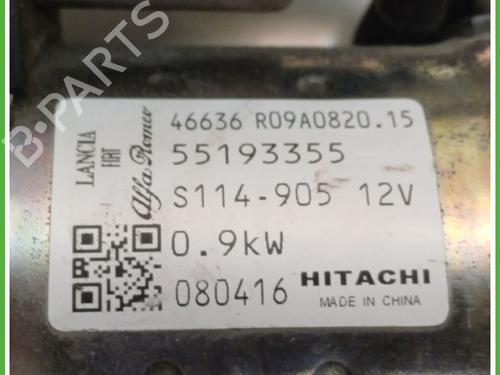 46636 R09A0820.15
55193355
S114-905 12V
0.9kW
080416 HITACHI
MADE IN CHINA
LANCIA
FIAT
Alfa Romeo
B
B-PARTS